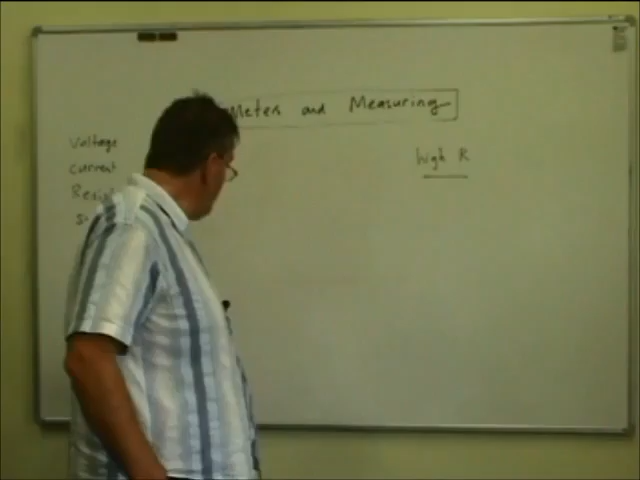 Meters and Measuring
Voltage
high R
Current